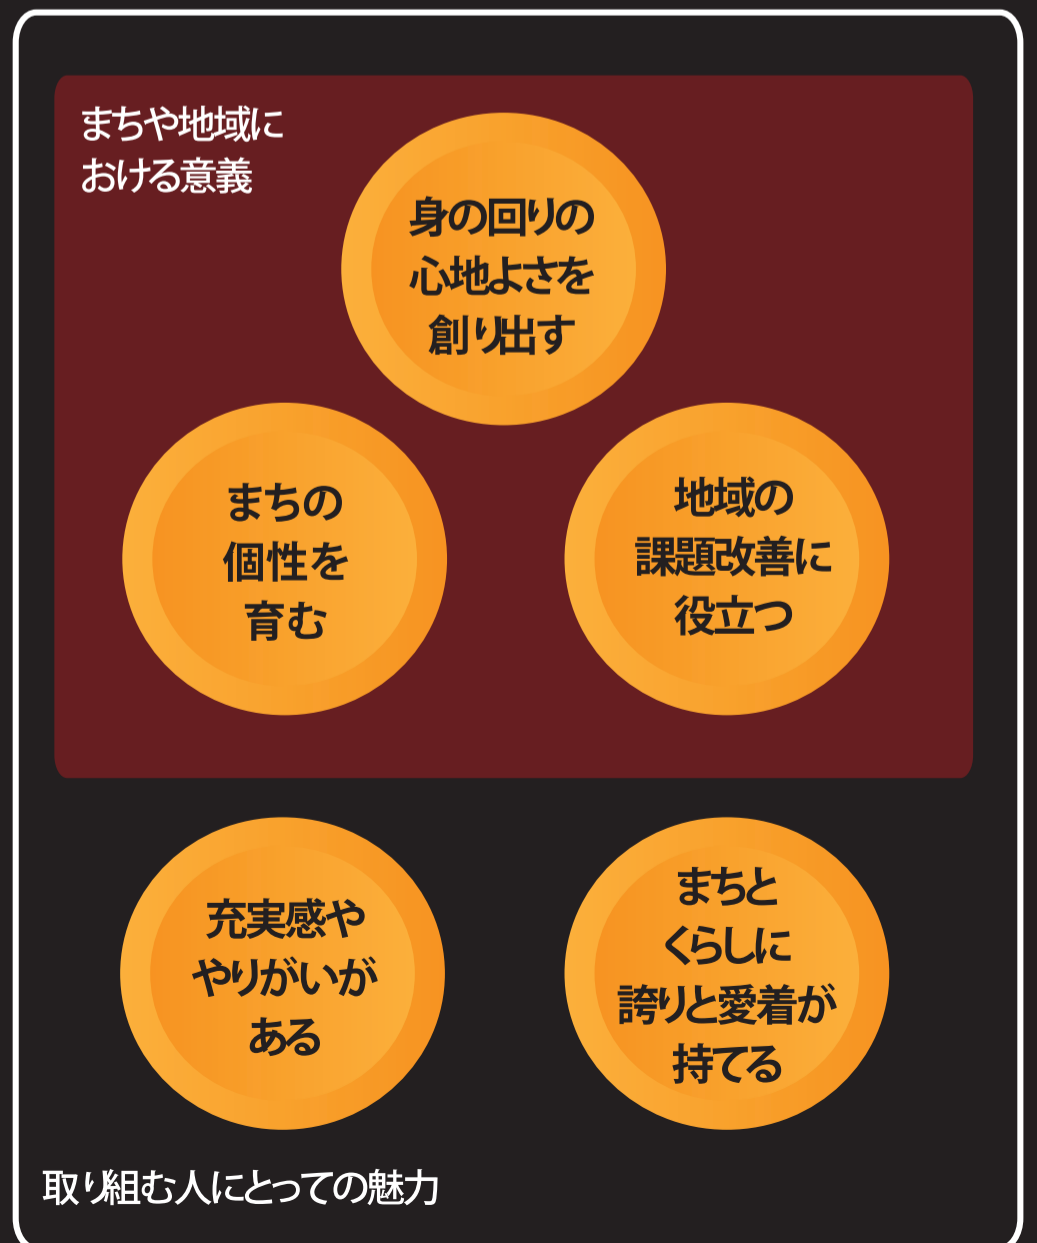 まちや地域に
おける意義
身の回りの
心地よさを
創り出す
まちの
個性を
育む
地域の
課題改善に
役立つ
充実感や
やりがいが
ある
まちと
くらしに
誇りと愛着が
持てる
取り組む人にとっての魅力